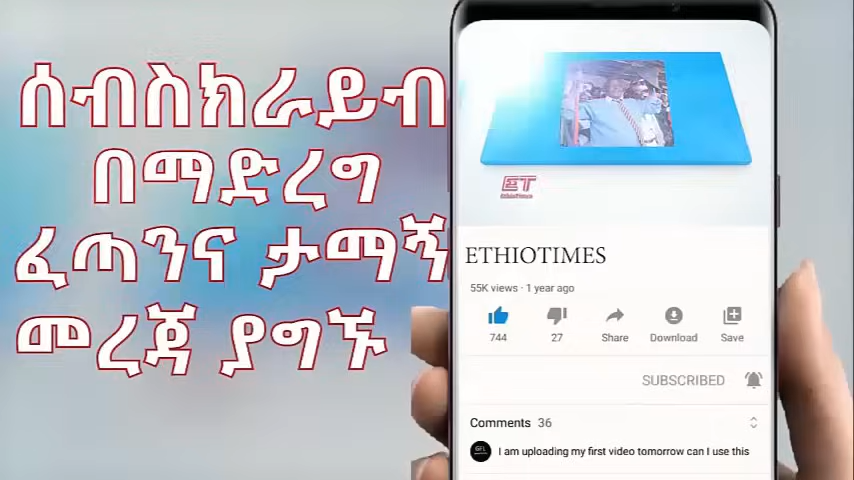 ሰብስክራይብ
በማድረግ
ፈጣንና ታማኝ
መረጃ ያግኙ
ET
EthioTimes
ETHIOTIMES
55K views · 1 year ago
744 27 Share Download Save
SUBSCRIBED
Comments 36
I am uploading my first video tomorrow can I use this